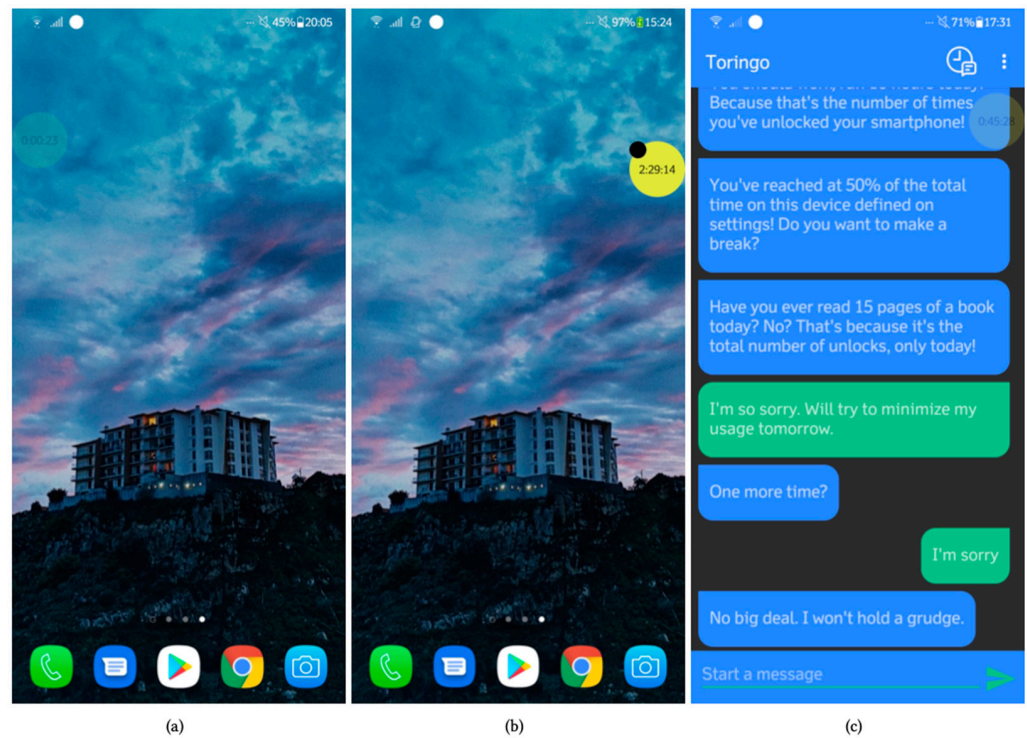 45% 20:05
0:00:23
97% 15:24
2:29:14
71% 17:31
Toringo
Because that's the number of times
you've unlocked your smartphone!
0:45:28
You've reached at 50% of the total
time on this device defined on
settings! Do you want to make a
break?
Have you ever read 15 pages of a book
today? No? That's because it's the
total number of unlocks, only today!
I'm so sorry. Will try to minimize my
usage tomorrow.
One more time?
I'm sorry
No big deal. I won't hold a grudge.
Start a message
(a)
(b)
(c)